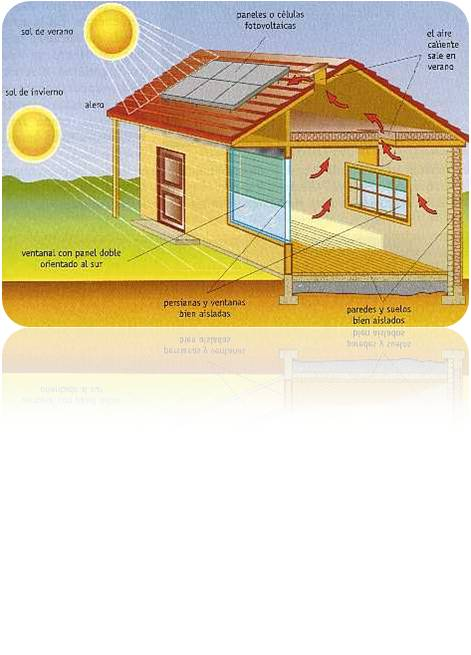 paneles o células
fotovoltaicas
sol de verano
el aire
caliente
sale en
verano
sol de invierno
alero
ventanal con panel doble
orientado al sur
persianas y ventanas
bien aisladas
paredes y suelos
bien aislados